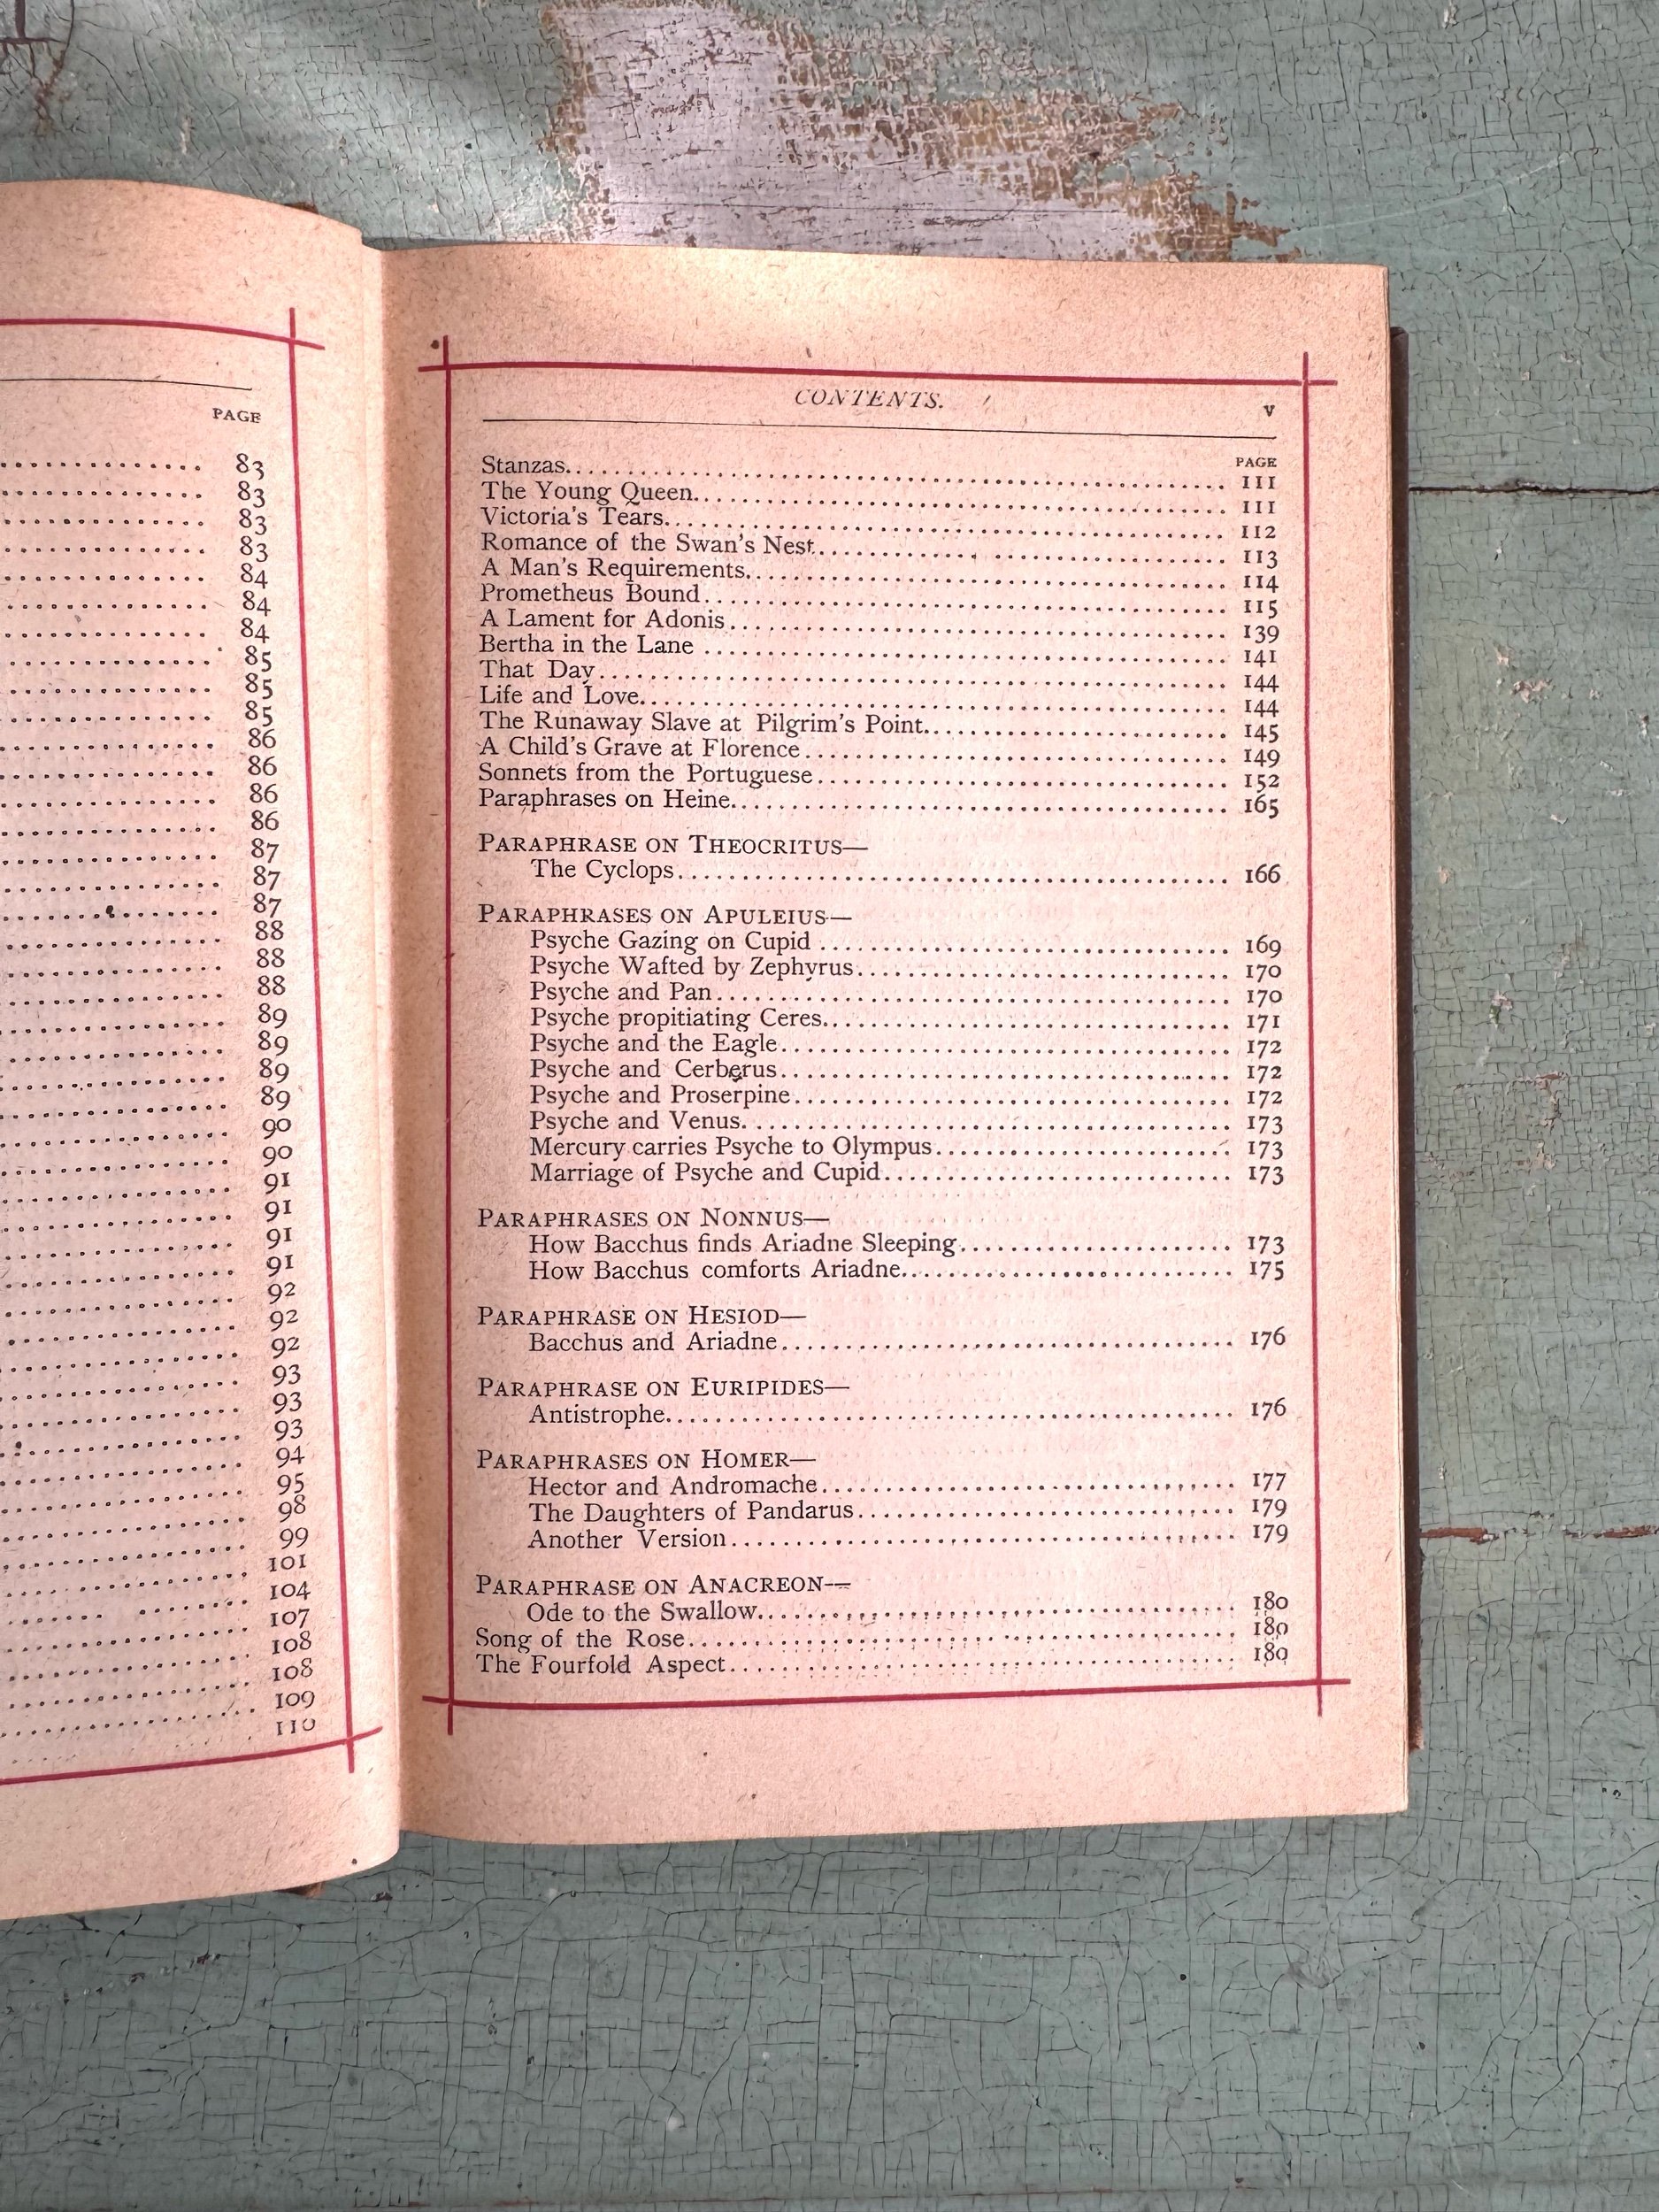 PAGE
83
83
83
83
84
84
84
85
85
85
86
86
86
86
87
87
87
88
88
88
89
89
89
89
90
90
91
91
91
91
92
92
92
93
93
93
94
95
98
99
101
104
107
108
108
109
110
CONTENTS. v
PAGE
Stanzas.......... 111
The Young Queen.......... 111
Victoria's Tears.......... 112
Romance of the Swan's Nest.......... 113
A Man's Requirements.......... 114
Prometheus Bound.......... 115
A Lament for Adonis.......... 139
Bertha in the Lane .......... 141
That Day.......... 144
Life and Love.......... 144
The Runaway Slave at Pilgrim's Point.......... 145
A Child's Grave at Florence.......... 149
Sonnets from the Portuguese.......... 152
Paraphrases on Heine.......... 165
PARAPHRASE ON THEOCRITUS—
The Cyclops.......... 166
PARAPHRASES ON APULEIUS—
Psyche Gazing on Cupid .......... 169
Psyche Wafted by Zephyrus.......... 170
Psyche and Pan.......... 170
Psyche propitiating Ceres.......... 171
Psyche and the Eagle.......... 172
Psyche and Cerberus.......... 172
Psyche and Proserpine.......... 172
Psyche and Venus.......... 173
Mercury carries Psyche to Olympus.......... 173
Marriage of Psyche and Cupid.......... 173
PARAPHRASES ON NONNUS—
How Bacchus finds Ariadne Sleeping.......... 173
How Bacchus comforts Ariadne.......... 175
PARAPHRASE ON HESIOD—
Bacchus and Ariadne.......... 176
PARAPHRASE ON EURIPIDES—
Antistrophe.......... 176
PARAPHRASES ON HOMER—
Hector and Andromache.......... 177
The Daughters of Pandarus.......... 179
Another Version.......... 179
PARAPHRASE ON ANACREON—
Ode to the Swallow.......... 180
Song of the Rose.......... 180
The Fourfold Aspect.......... 180